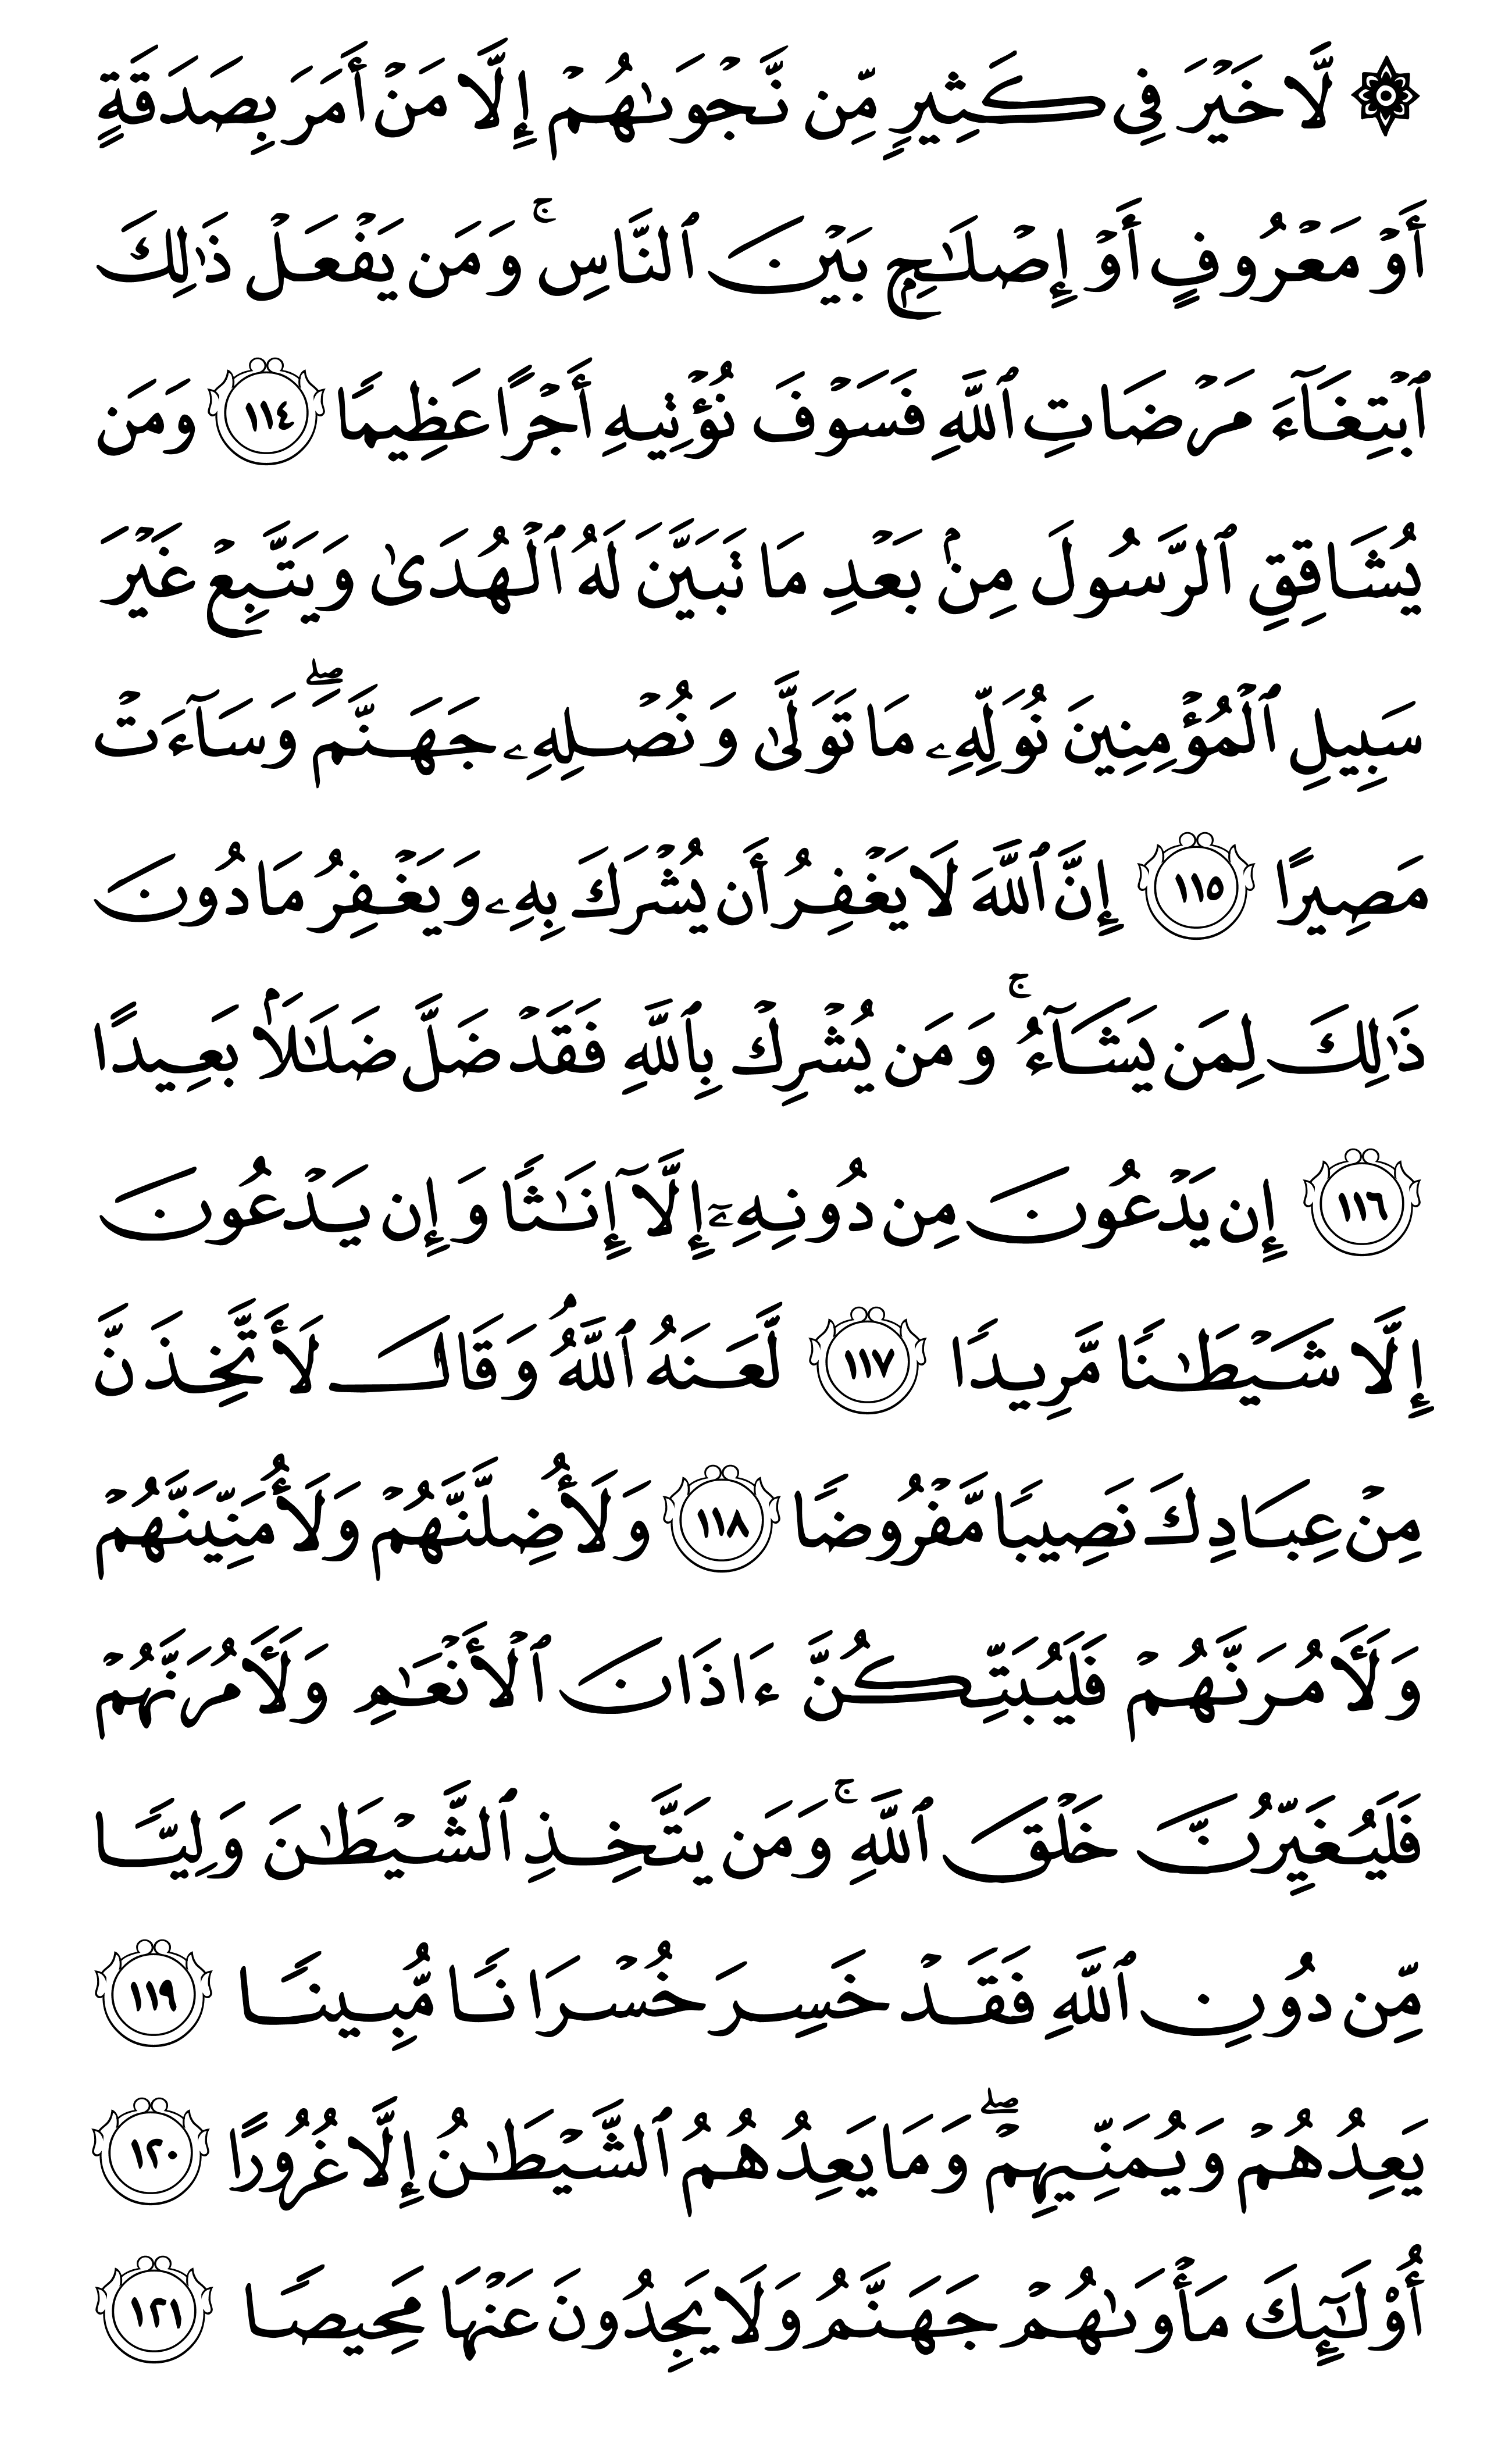 ۞ لَّا خَيْرَ فِي كَثِيرٍ مِّن نَّجْوَىٰهُمْ إِلَّا مَنْ أَمَرَ بِصَدَقَةٍ
أَوْ مَعْرُوفٍ أَوْ إِصْلَٰحٍۭ بَيْنَ ٱلنَّاسِۚ وَمَن يَفْعَلْ ذَٰلِكَ
ٱبْتِغَآءَ مَرْضَاتِ ٱللَّهِ فَسَوْفَ نُؤْتِيهِ أَجْرًا عَظِيمًا ١١٤ وَمَن
يُشَاقِقِ ٱلرَّسُولَ مِنۢ بَعْدِ مَا تَبَيَّنَ لَهُ ٱلْهُدَىٰ وَيَتَّبِعْ غَيْرَ
سَبِيلِ ٱلْمُؤْمِنِينَ نُوَلِّهِۦ مَا تَوَلَّىٰ وَنُصْلِهِۦ جَهَنَّمَۖ وَسَآءَتْ
مَصِيرًا ١١٥ إِنَّ ٱللَّهَ لَا يَغْفِرُ أَن يُشْرَكَ بِهِۦ وَيَغْفِرُ مَا دُونَ
ذَٰلِكَ لِمَن يَشَآءُۚ وَمَن يُشْرِكْ بِٱللَّهِ فَقَدْ ضَلَّ ضَلَٰلًۢا بَعِيدًا
١١٦ إِن يَدْعُونَ مِن دُونِهِۦٓ إِلَّآ إِنَٰثًا وَإِن يَدْعُونَ
إِلَّا شَيْطَٰنًا مَّرِيدًا ١١٧ لَّعَنَهُ ٱللَّهُۘ وَقَالَ لَأَتَّخِذَنَّ
مِنْ عِبَادِكَ نَصِيبًا مَّفْرُوضًا ١١٨ وَلَأُضِلَّنَّهُمْ وَلَأُمَنِّيَنَّهُمْ
وَلَأٓمُرَنَّهُمْ فَلَيُبَتِّكُنَّ ءَاذَانَ ٱلْأَنْعَٰمِ وَلَأٓمُرَنَّهُمْ
فَلَيُغَيِّرُنَّ خَلْقَ ٱللَّهِۚ وَمَن يَتَّخِذِ ٱلشَّيْطَٰنَ وَلِيًّا
مِّن دُونِ ٱللَّهِ فَقَدْ خَسِرَ خُسْرَانًا مُّبِينًا ١١٩
يَعِدُهُمْ وَيُمَنِّيهِمْۖ وَمَا يَعِدُهُمُ ٱلشَّيْطَٰنُ إِلَّا غُرُورًا ١٢٠
أُوْلَٰٓئِكَ مَأْوَىٰهُمْ جَهَنَّمُ وَلَا يَجِدُونَ عَنْهَا مَحِيصًا ١٢١